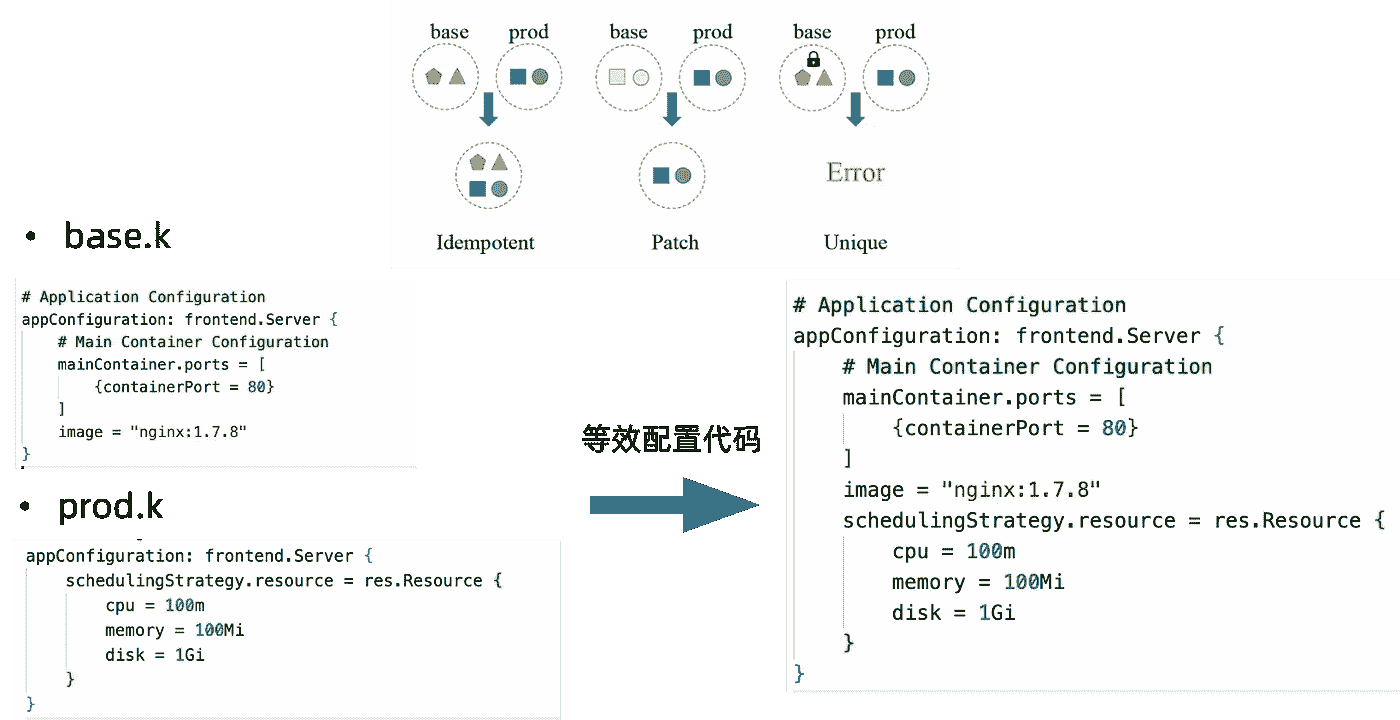 base prod base prod base prod
Error
Idempotent Patch Unique
• base.k
# Application Configuration
appConfiguration: frontend.Server {
    # Main Container Configuration
    mainContainer.ports = [
        {containerPort = 80}
    ]
    image = "nginx:1.7.8"
}
• prod.k
appConfiguration: frontend.Server {
    schedulingStrategy.resource = res.Resource {
        cpu = 100m
        memory = 100Mi
        disk = 1Gi
    }
}
等效配置代码
# Application Configuration
appConfiguration: frontend.Server {
    # Main Container Configuration
    mainContainer.ports = [
        {containerPort = 80}
    ]
    image = "nginx:1.7.8"
    schedulingStrategy.resource = res.Resource {
        cpu = 100m
        memory = 100Mi
        disk = 1Gi
    }
}